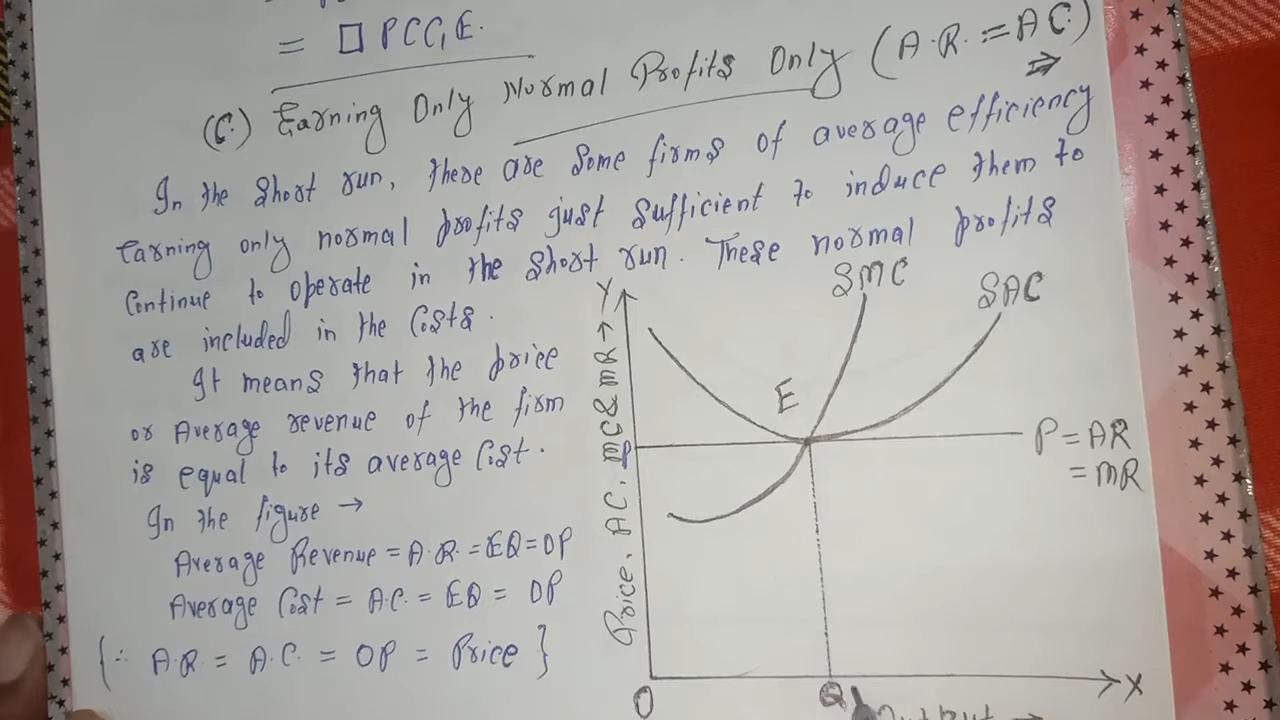 = □ PCC₁E.
(C.) Earning Only Normal Profits Only (A.R. = AC) ⇒
In the Short run, there are some firms of average efficiency
Earning only normal profits just sufficient to induce them to
Continue to operate in the Short run. These normal profits
are included in the Costs.
It means that the price
or Average revenue of the firm
is equal to its average Cost.
In the figure →
Average Revenue = A.R. = EQ = OP
Average Cost = A.C. = EQ = OP
{∴ A.R = A.C. = OP = Price }
Y
SMC
SAC
E
P
P = AR
= MR
Price, AC, MC & MR →
O
Q
X
Output →